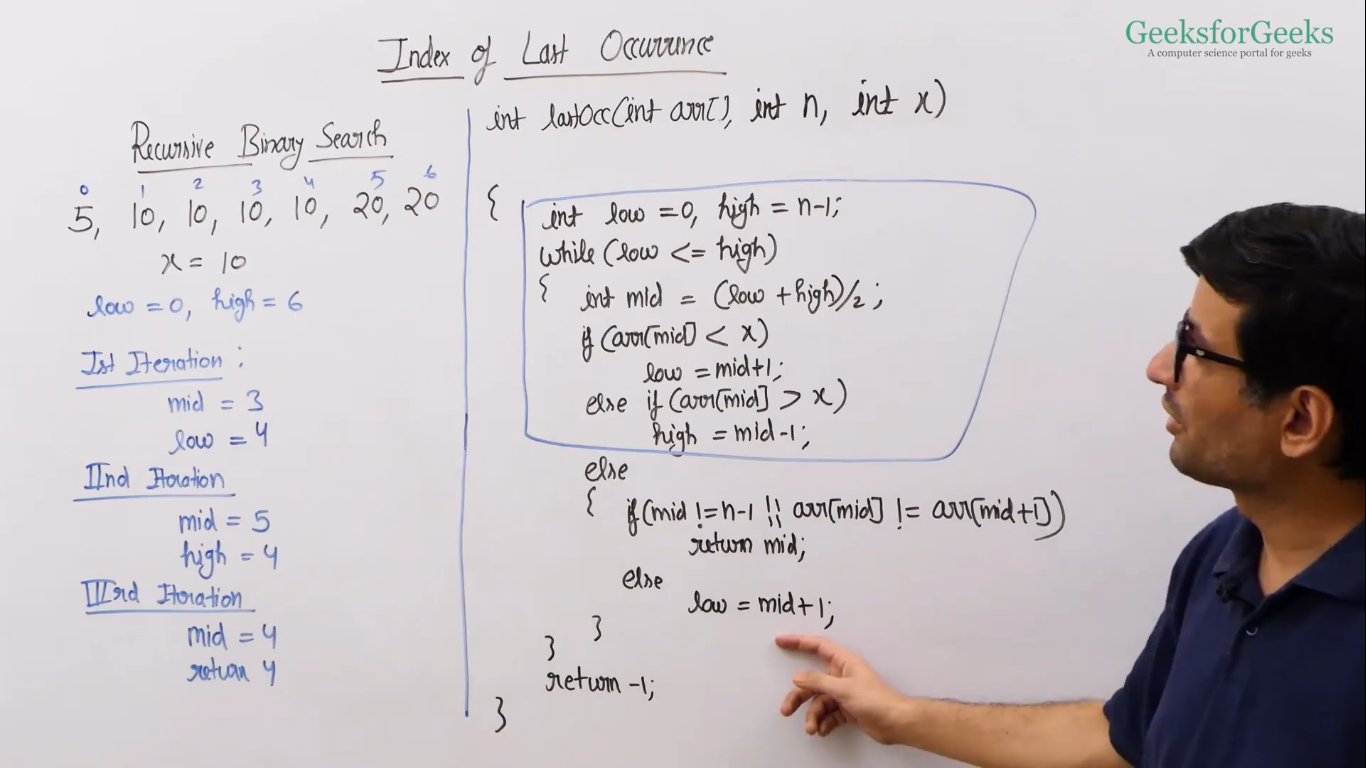 GeeksforGeeks
A computer science portal for geeks
Index of Last Occurrence
Recursive Binary Search
0 1 2 3 4 5 6
5, 10, 10, 10, 10, 20, 20
x = 10
low = 0, high = 6
Ist Iteration :
mid = 3
low = 4
IInd Iteration
mid = 5
high = 4
IIIrd Iteration
mid = 4
return 4
int lastOcc(int arr[], int n, int x)
{
int low = 0, high = n-1;
while (low <= high)
{ int mid = (low + high)/2 ;
if (arr[mid] < x)
low = mid+1;
else if (arr[mid] > x)
high = mid-1;
else
{ if(mid != n-1 || arr[mid] != arr[mid+1])
return mid;
else
low = mid+1;
}
}
return -1;
}